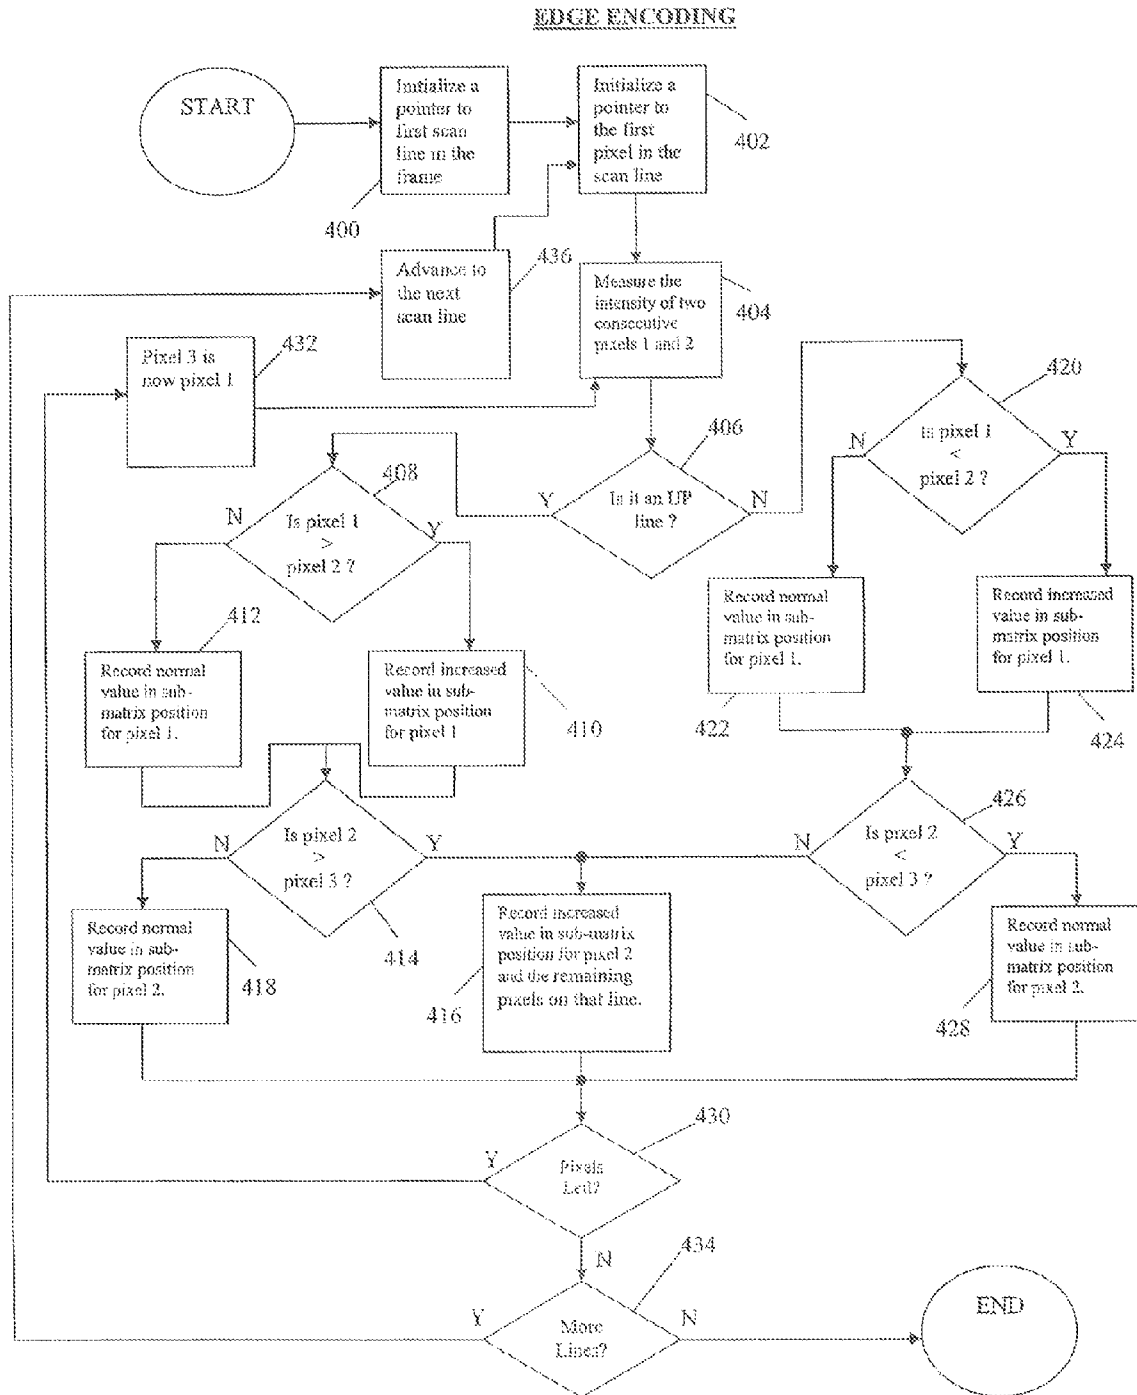 EDGE ENCODING
START
Initialize a
pointer to
first scan
line in the
frame
400
Initialize a
pointer to
the first
pixel in the
scan line
402
Advance to
the next
scan line
436
Measure the
intensity of two
consecutive
pixels 1 and 2
404
Pixel 3 is
now pixel 1
432
Is it an UP
line ?
406
Y
N
Is pixel 1
>
pixel 2 ?
408
N
Y
Is pixel 1
<
pixel 2 ?
420
N
Y
Record normal
value in sub-
matrix position
for pixel 1.
412
Record increased
value in sub-
matrix position
for pixel 1
410
Record normal
value in sub-
matrix position
for pixel 1.
422
Record increased
value in sub-
matrix position
for pixel 1.
424
Is pixel 2
>
pixel 3 ?
414
N
Y
Is pixel 2
<
pixel 3 ?
426
N
Y
Record normal
value in sub-
matrix position
for pixel 2.
418
Record increased
value in sub-matrix
position for pixel 2
and the remaining
pixels on that line.
416
Record normal
value in sub-
matrix position
for pixel 2.
428
Pixels
Left?
430
Y
N
More
Lines?
434
Y
N
END